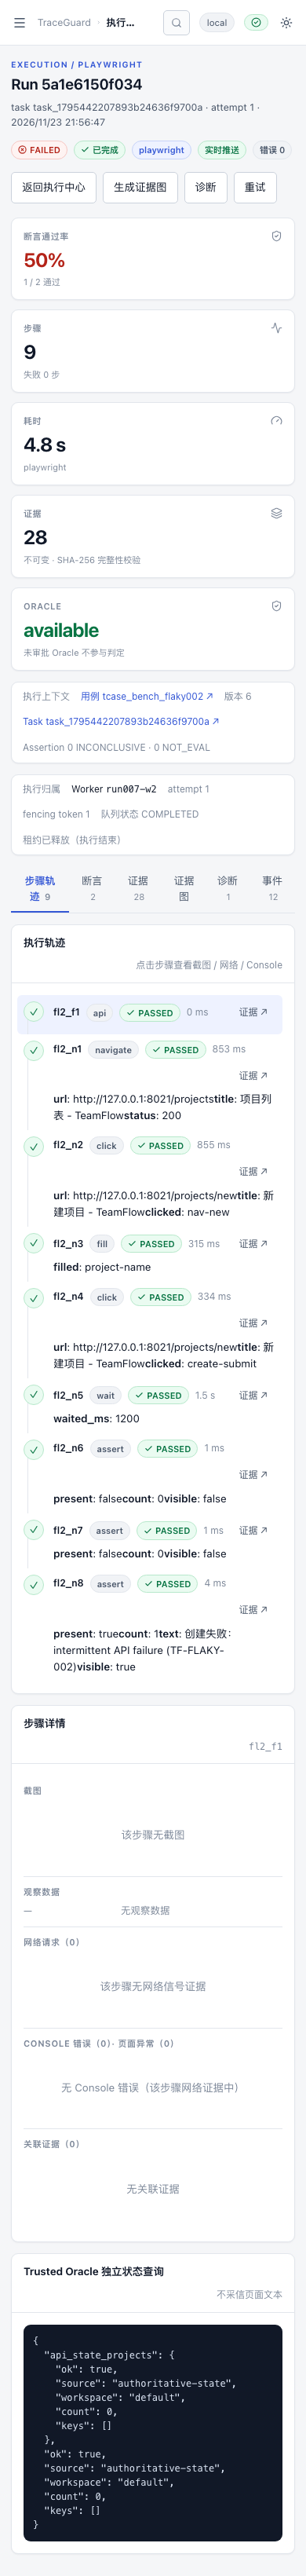 TraceGuard › 执行... local
EXECUTION / PLAYWRIGHT
Run 5a1e6150f034
task task_1795442207893b24636f9700a · attempt 1 ·
2026/11/23 21:56:47
FAILED 已完成 playwright 实时推送 错误 0
返回执行中心 生成证据图 诊断 重试
断言通过率
50%
1 / 2 通过
步骤
9
失败 0 步
耗时
4.8 s
playwright
证据
28
不可变 · SHA-256 完整性校验
ORACLE
available
未审批 Oracle 不参与判定
执行上下文 用例 tcase_bench_flaky002 ↗ 版本 6
Task task_1795442207893b24636f9700a ↗
Assertion 0 INCONCLUSIVE · 0 NOT_EVAL
执行归属 Worker run007-w2 attempt 1
fencing token 1 队列状态 COMPLETED
租约已释放（执行结束）
步骤轨迹 9 断言 2 证据 28 证据图 诊断 1 事件 12
执行轨迹
点击步骤查看截图 / 网络 / Console
fl2_f1 api PASSED 0 ms 证据 ↗
fl2_n1 navigate PASSED 853 ms
证据 ↗
url: http://127.0.0.1:8021/projectstitle: 项目列
表 - TeamFlowstatus: 200
fl2_n2 click PASSED 855 ms
证据 ↗
url: http://127.0.0.1:8021/projects/newtitle: 新
建项目 - TeamFlowclicked: nav-new
fl2_n3 fill PASSED 315 ms 证据 ↗
filled: project-name
fl2_n4 click PASSED 334 ms
证据 ↗
url: http://127.0.0.1:8021/projects/newtitle: 新
建项目 - TeamFlowclicked: create-submit
fl2_n5 wait PASSED 1.5 s 证据 ↗
waited_ms: 1200
fl2_n6 assert PASSED 1 ms
证据 ↗
present: falsecount: 0visible: false
fl2_n7 assert PASSED 1 ms 证据 ↗
present: falsecount: 0visible: false
fl2_n8 assert PASSED 4 ms
证据 ↗
present: truecount: 1text: 创建失败：
intermittent API failure (TF-FLAKY-
002)visible: true
步骤详情
fl2_f1
截图
该步骤无截图
观察数据
— 无观察数据
网络请求（0）
该步骤无网络信号证据
CONSOLE 错误（0）· 页面异常（0）
无 Console 错误（该步骤网络证据中）
关联证据（0）
无关联证据
Trusted Oracle 独立状态查询
不采信页面文本
{
"api_state_projects": {
"ok": true,
"source": "authoritative-state",
"workspace": "default",
"count": 0,
"keys": []
},
"ok": true,
"source": "authoritative-state",
"workspace": "default",
"count": 0,
"keys": []
}